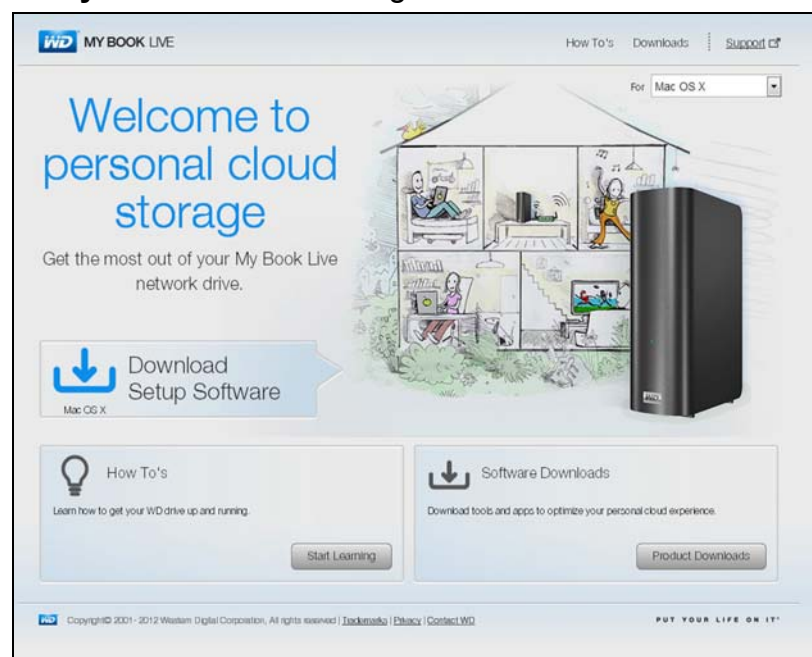 WD MY BOOK LIVE
How To's Downloads Support
For Mac OS X
Welcome to
personal cloud
storage
Get the most out of your My Book Live
network drive.
Download
Setup Software
Mac OS X
WD
How To's
Learn how to get your WD drive up and running.
Start Learning
Software Downloads
Download tools and apps to optimize your personal cloud experience.
Product Downloads
WD Copyright© 2001- 2012 Western Digital Corporation, All rights reserved | Trademarks | Privacy | Contact WD
PUT YOUR LIFE ON IT®